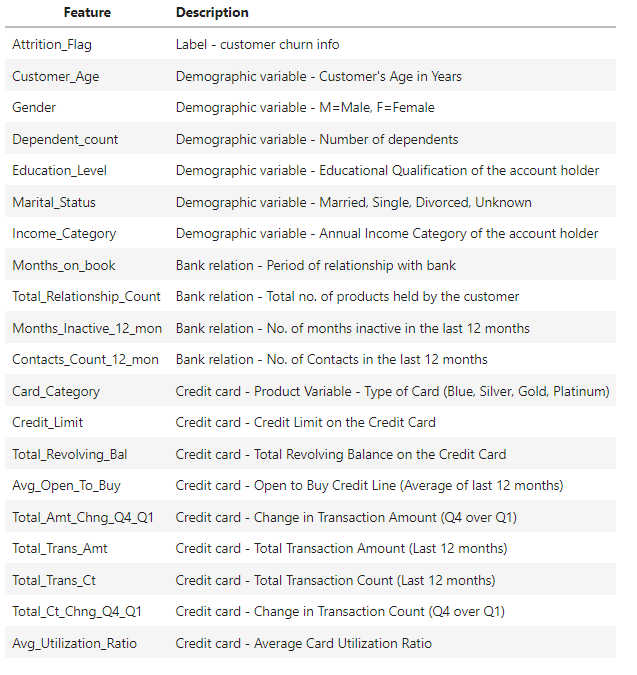 Feature Description
Attrition_Flag Label - customer churn info
Customer_Age Demographic variable - Customer's Age in Years
Gender Demographic variable - M=Male, F=Female
Dependent_count Demographic variable - Number of dependents
Education_Level Demographic variable - Educational Qualification of the account holder
Marital_Status Demographic variable - Married, Single, Divorced, Unknown
Income_Category Demographic variable - Annual Income Category of the account holder
Months_on_book Bank relation - Period of relationship with bank
Total_Relationship_Count Bank relation - Total no. of products held by the customer
Months_Inactive_12_mon Bank relation - No. of months inactive in the last 12 months
Contacts_Count_12_mon Bank relation - No. of Contacts in the last 12 months
Card_Category Credit card - Product Variable - Type of Card (Blue, Silver, Gold, Platinum)
Credit_Limit Credit card - Credit Limit on the Credit Card
Total_Revolving_Bal Credit card - Total Revolving Balance on the Credit Card
Avg_Open_To_Buy Credit card - Open to Buy Credit Line (Average of last 12 months)
Total_Amt_Chng_Q4_Q1 Credit card - Change in Transaction Amount (Q4 over Q1)
Total_Trans_Amt Credit card - Total Transaction Amount (Last 12 months)
Total_Trans_Ct Credit card - Total Transaction Count (Last 12 months)
Total_Ct_Chng_Q4_Q1 Credit card - Change in Transaction Count (Q4 over Q1)
Avg_Utilization_Ratio Credit card - Average Card Utilization Ratio